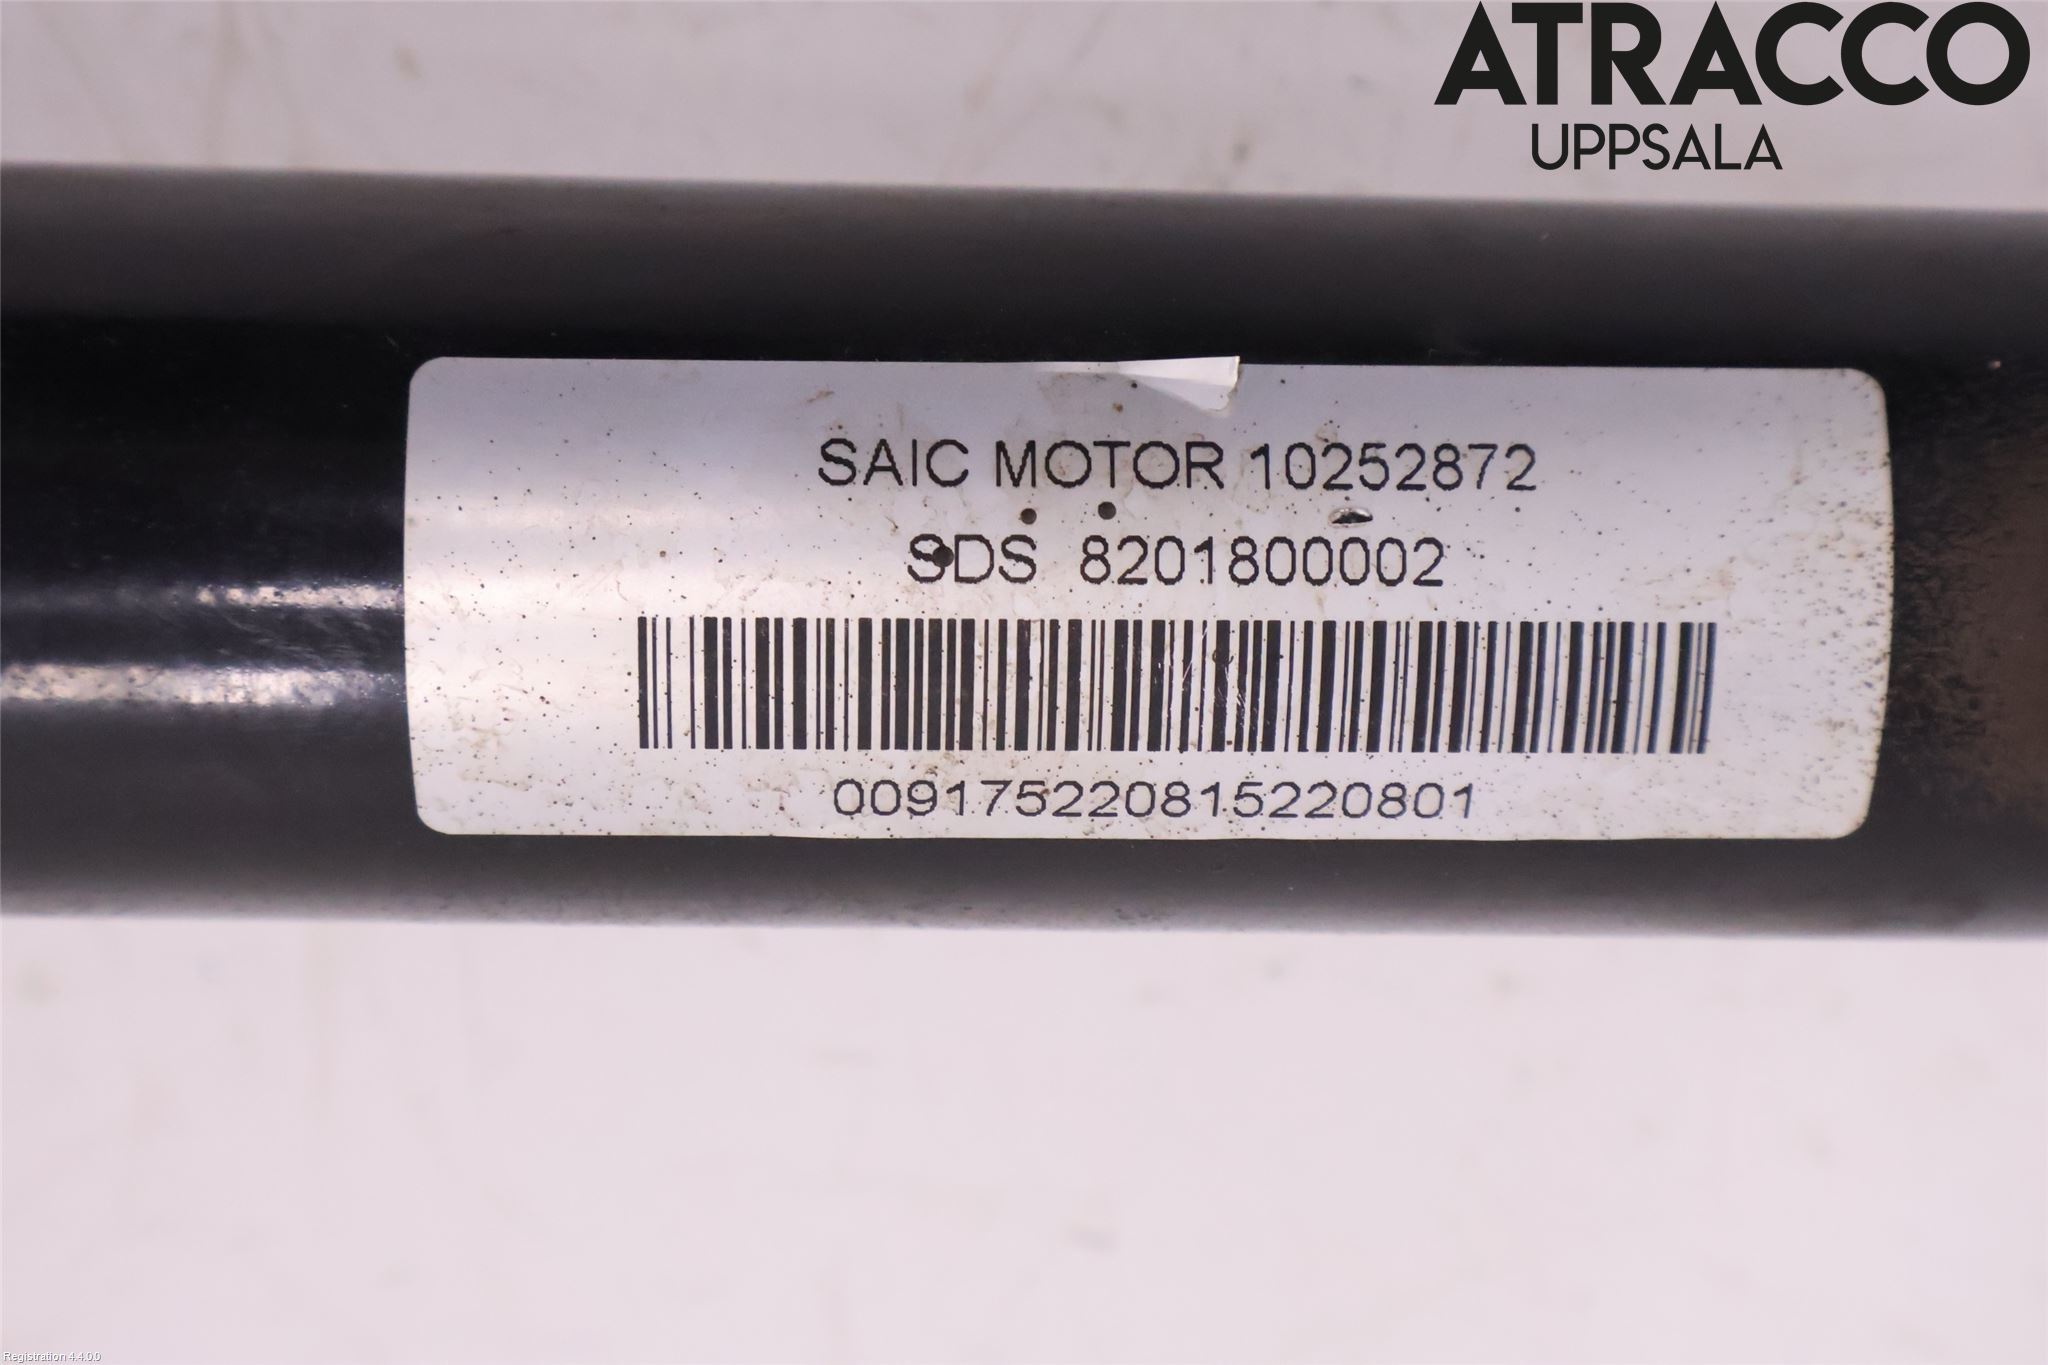 ATRACCO
UPPSALA
SAIC MOTOR 10252872
SDS 8201800002
009175220815220801
Registration 4.4.0.0